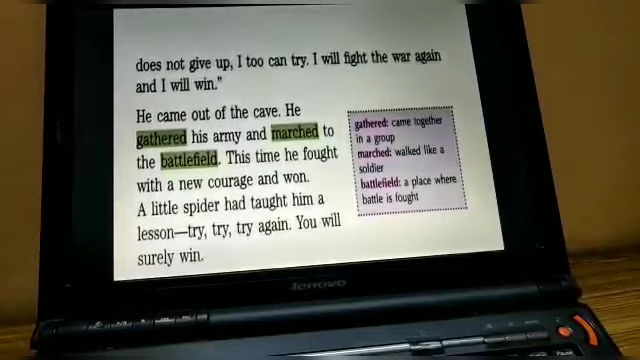 does not give up, I too can try. I will fight the war again
and I will win."
He came out of the cave. He
gathered his army and marched to
the battlefield. This time he fought
with a new courage and won.
A little spider had taught him a
lesson—try, try, try again. You will
surely win.
gathered: came together
in a group
marched: walked like a
soldier
battlefield: a place where
battle is fought
lenovo
Pause